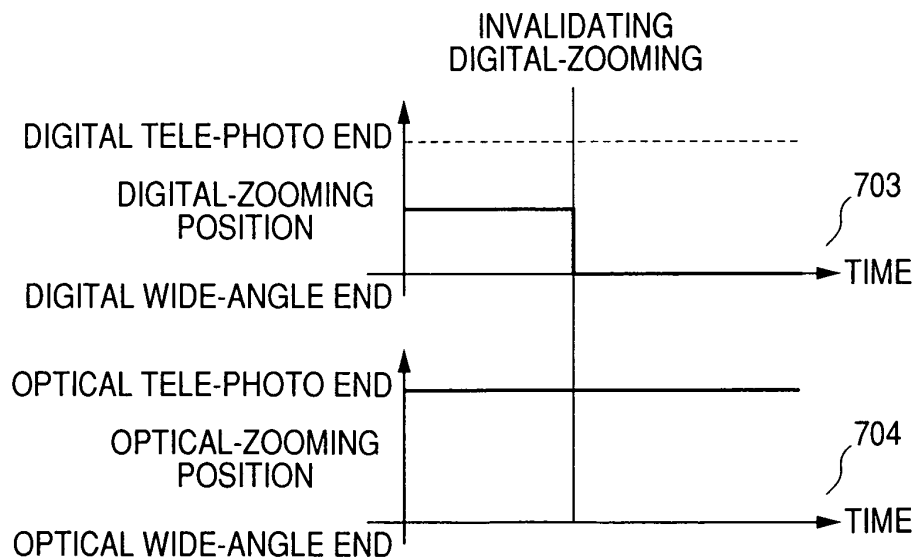 INVALIDATING
DIGITAL-ZOOMING
DIGITAL TELE-PHOTO END
DIGITAL-ZOOMING
POSITION
703
TIME
DIGITAL WIDE-ANGLE END
OPTICAL TELE-PHOTO END
OPTICAL-ZOOMING
POSITION
704
TIME
OPTICAL WIDE-ANGLE END